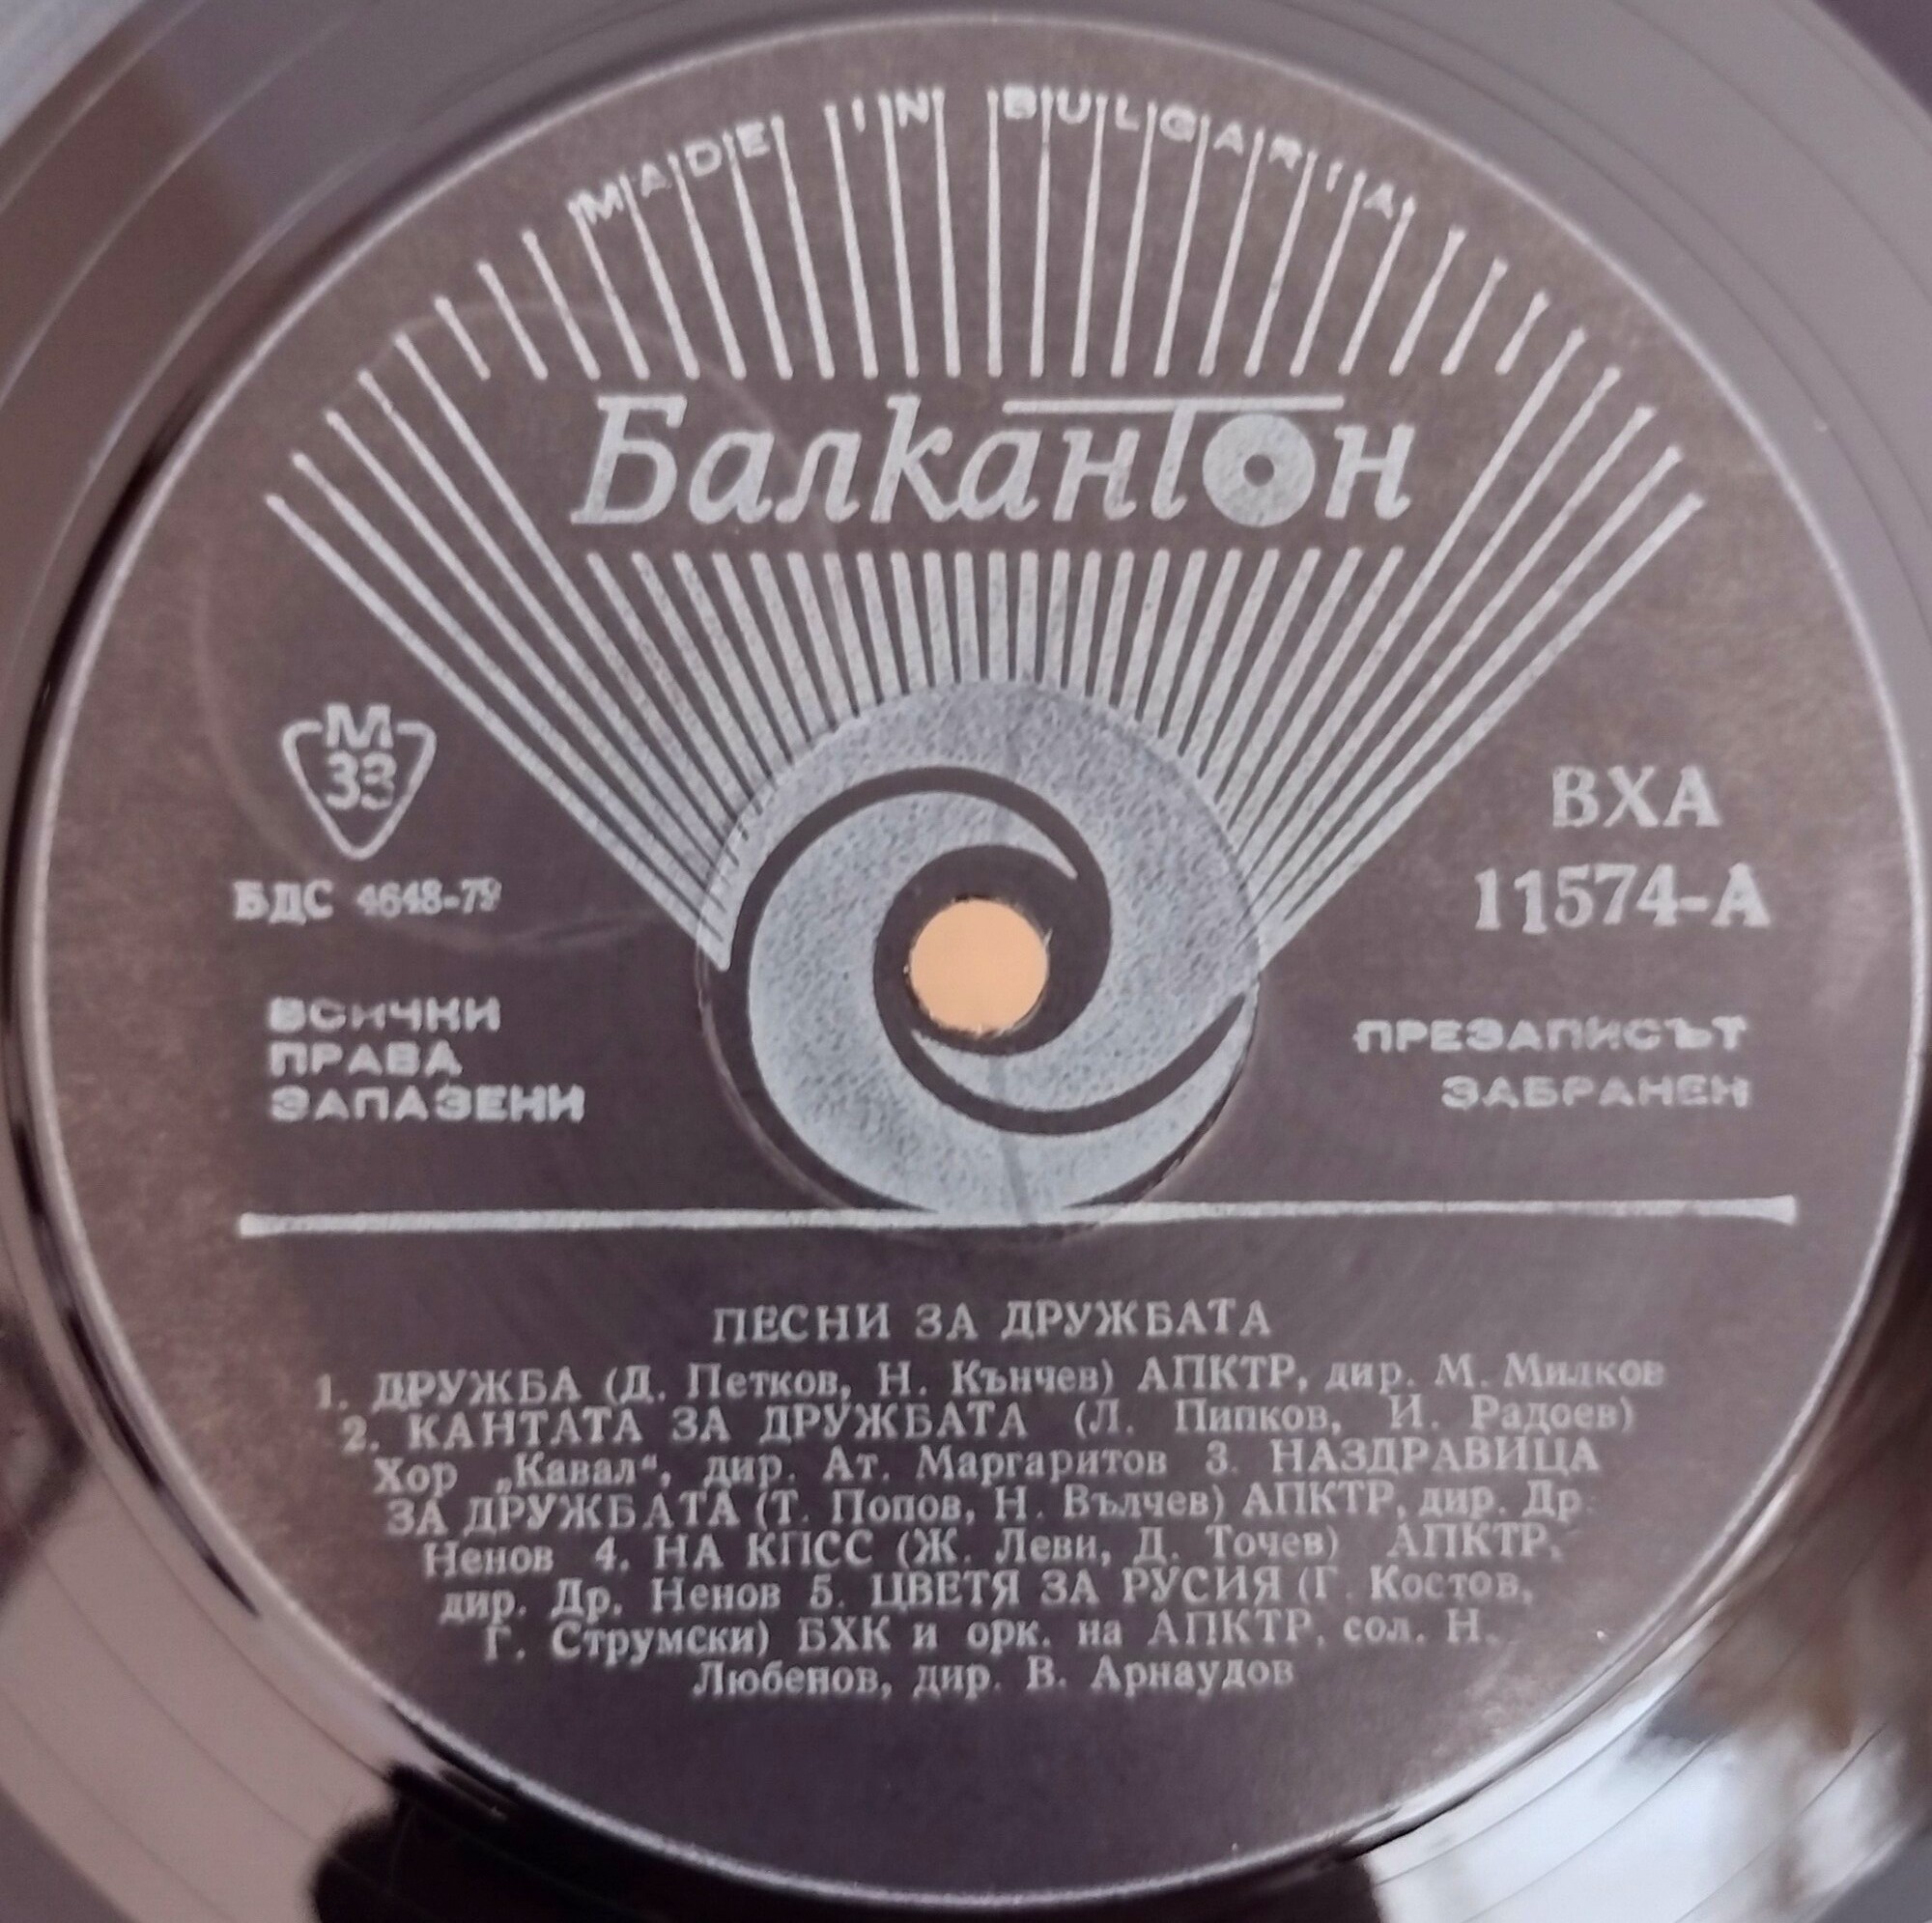 MADE IN BULGARIA
Балкантон
М
33
БДС 4648-79
ВХА
11574-А
ВСИЧКИ
ПРАВА
ЗАПАЗЕНИ
ПРЕЗАПИСЪТ
ЗАБРАНЕН
ПЕСНИ ЗА ДРУЖБАТА
1. ДРУЖБА (Д. Петков, Н. Кънчев) АПКТР, дир. М. Милков
2. КАНТАТА ЗА ДРУЖБАТА (Л. Пипков, И. Радоев)
Хор „Кавал“, дир. Ат. Маргаритов 3. НАЗДРАВИЦА
ЗА ДРУЖБАТА (Т. Попов, Н. Вълчев) АПКТР, дир. Др.
Ненов 4. НА КПСС (Ж. Леви, Д. Точев) АПКТР,
дир. Др. Ненов 5. ЦВЕТЯ ЗА РУСИЯ (Г. Костов,
Г. Струмски) БХК и орк. на АПКТР, сол. Н.
Любенов, дир. В. Арнаудов